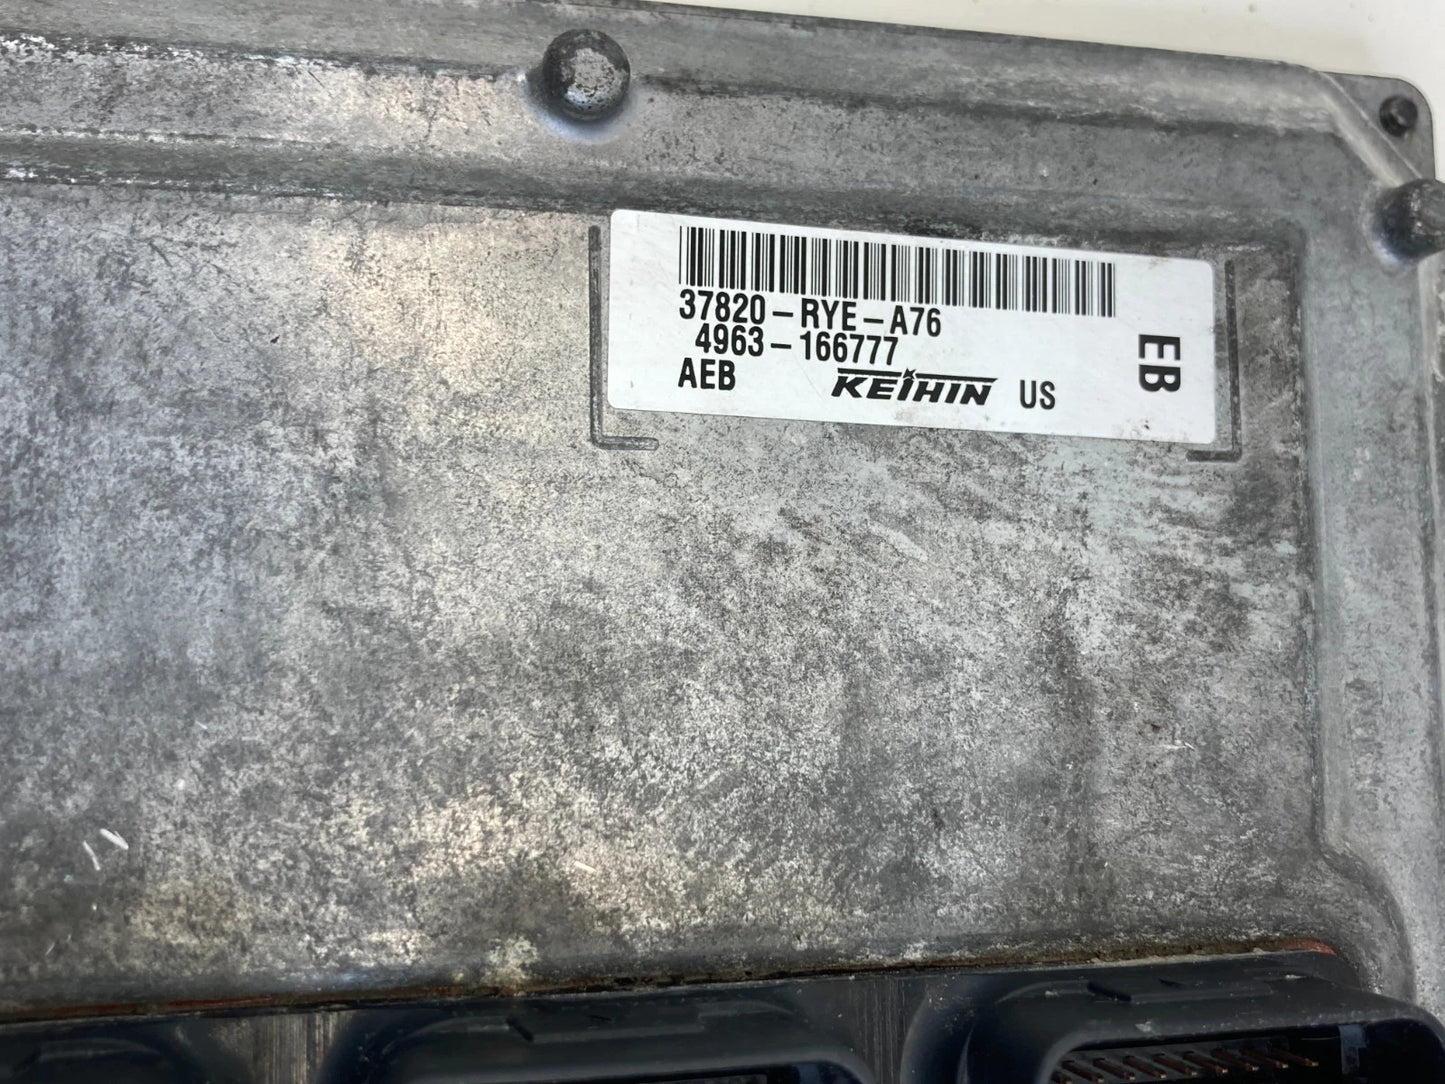 37820-RYE-A76
4963-166777
AEB KEIHIN US
EB